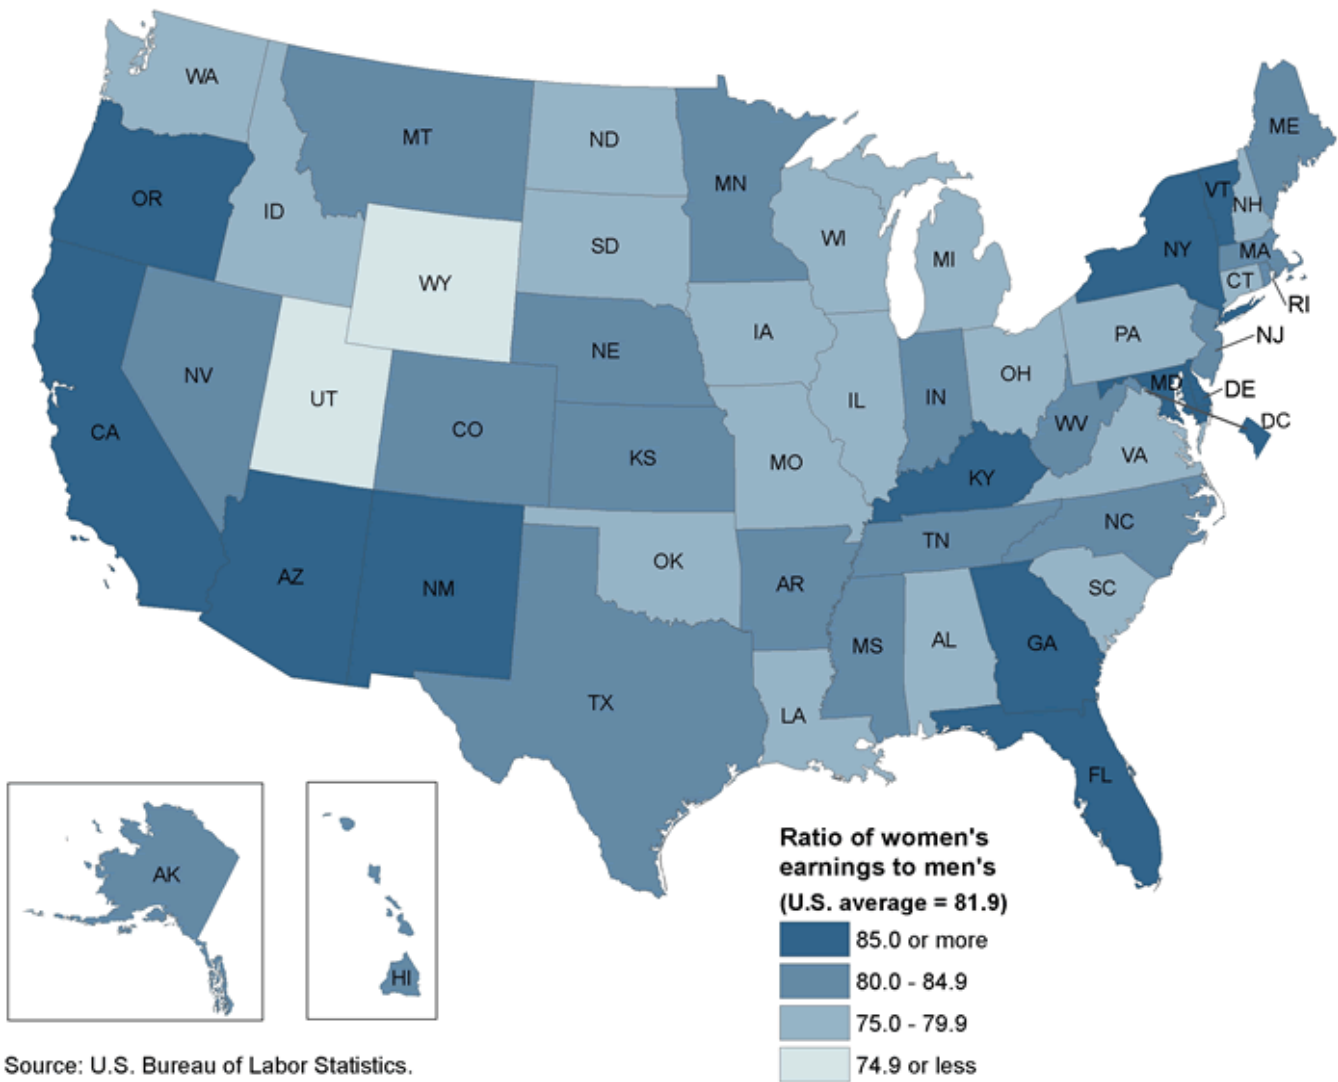 WA
MT
ND
MN
ME
OR
ID
SD
WI
MI
VT
NH
NY
MA
CT
RI
WY
NE
IA
PA
NJ
NV
UT
CO
KS
MO
IL
IN
OH
WV
MD
DE
DC
VA
CA
KY
AZ
NM
OK
AR
TN
NC
SC
TX
LA
MS
AL
GA
FL
AK
HI
Ratio of women's
earnings to men's
(U.S. average = 81.9)
85.0 or more
80.0 - 84.9
75.0 - 79.9
74.9 or less
Source: U.S. Bureau of Labor Statistics.